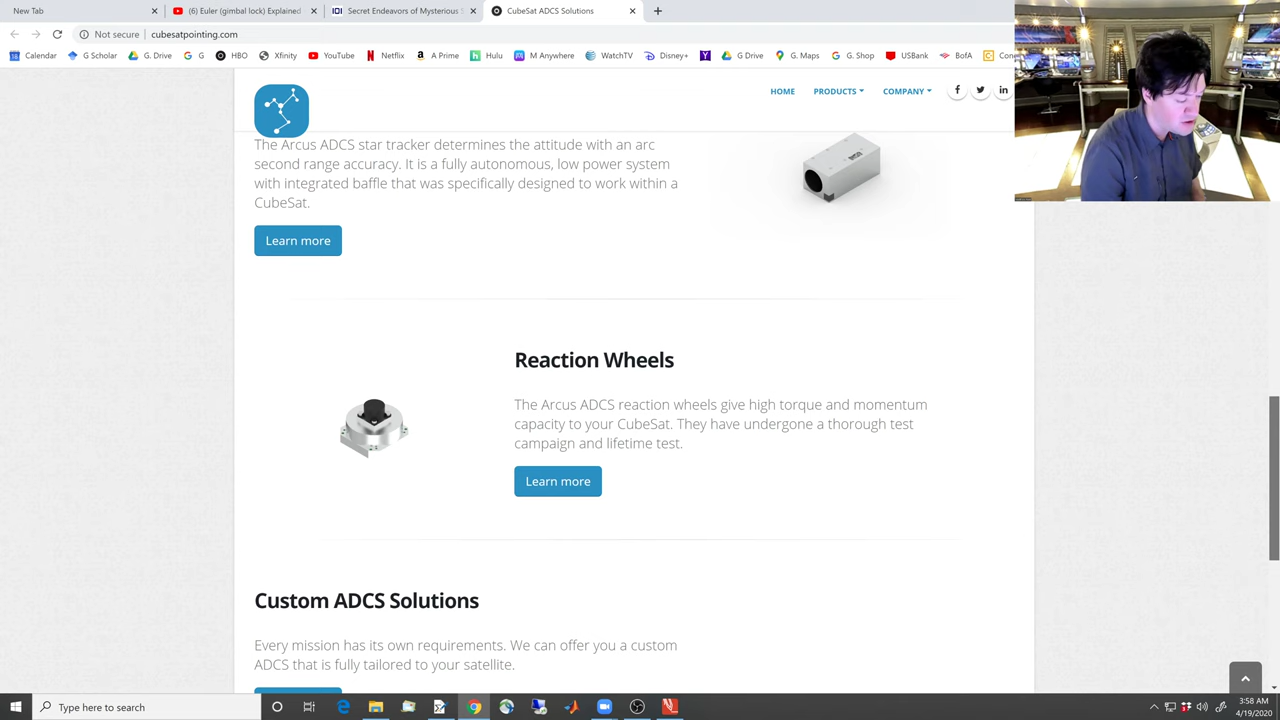 New Tab
(6) Euler (gimbal lock) Explained
IOI Secret Endeavors of Mysterious S
CubeSat ADCS Solutions
Not secure
cubesatpointing.com
Calendar
G Scholar
G. Drive
G
HBO
Xfinity
YouTube
Netflix
A Prime
Hulu
M Anywhere
WatchTV
Disney+
G Drive
G. Maps
G. Shop
USBank
BofA
HOME
PRODUCTS
COMPANY
The Arcus ADCS star tracker determines the attitude with an arc
second range accuracy. It is a fully autonomous, low power system
with integrated baffle that was specifically designed to work within a
CubeSat.
Learn more
Reaction Wheels
The Arcus ADCS reaction wheels give high torque and momentum
capacity to your CubeSat. They have undergone a thorough test
campaign and lifetime test.
Learn more
Custom ADCS Solutions
Every mission has its own requirements. We can offer you a custom
ADCS that is fully tailored to your satellite.
Type here to search
3:58 AM
4/19/2020